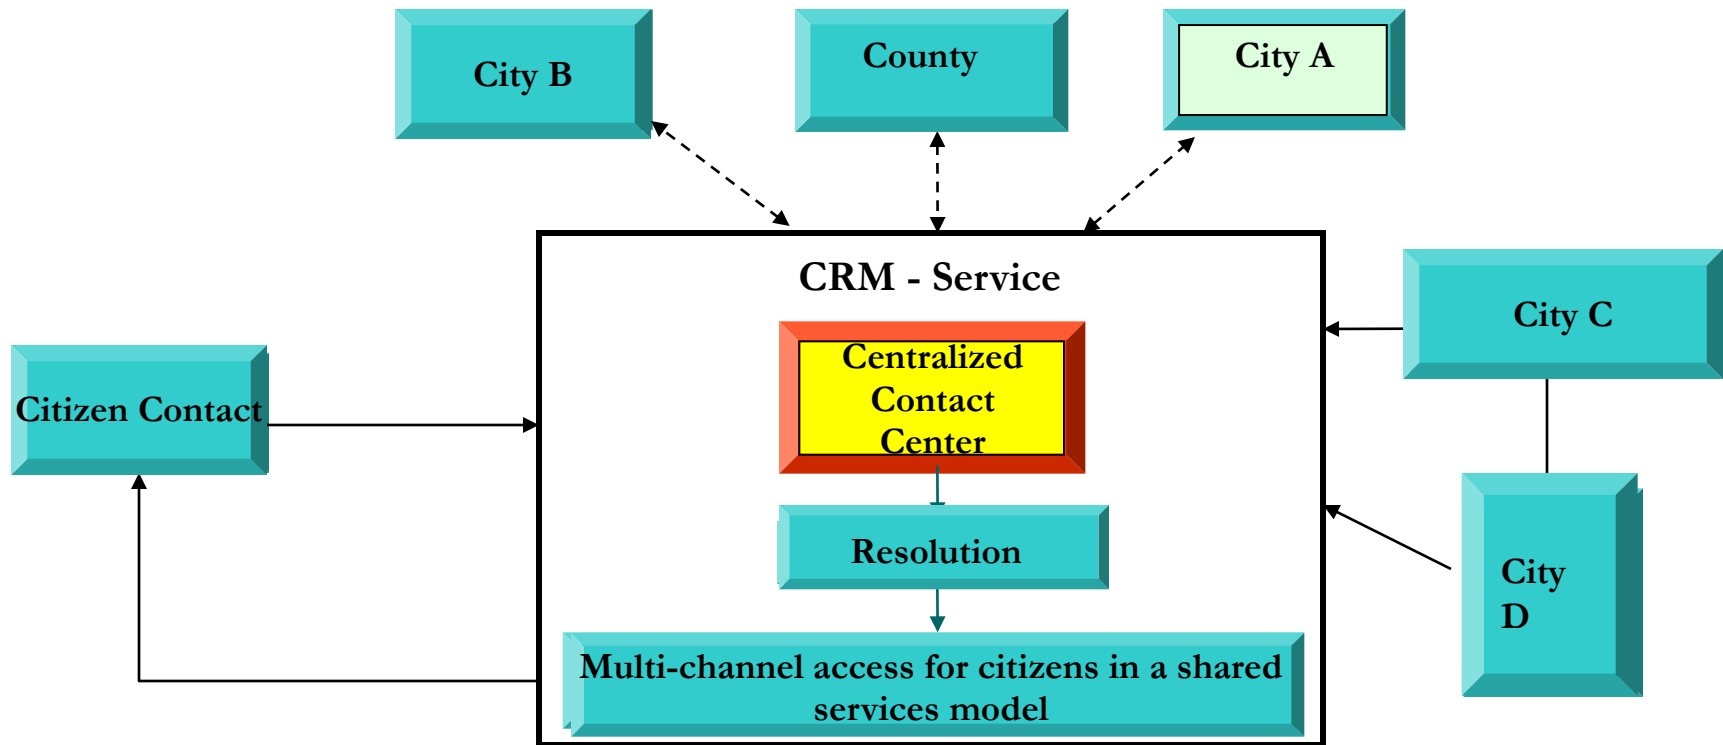 City B
County
City A
CRM - Service
City C
Centralized
Contact
Center
Citizen Contact
Resolution
City
D
Multi-channel access for citizens in a shared
services model